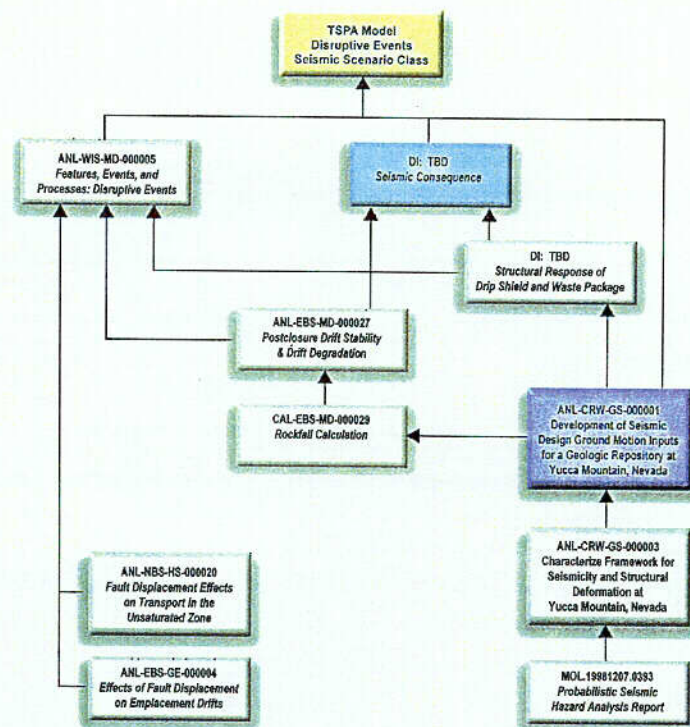 TSPA Model
Disruptive Events
Seismic Scenario Class
ANL-WIS-MD-000005
Features, Events, and
Processes: Disruptive Events
DI: TBD
Seismic Consequence
DI: TBD
Structural Response of
Drip Shield and Waste Package
ANL-EBS-MD-000027
Postclosure Drift Stability
& Drift Degradation
CAL-EBS-MD-000029
Rockfall Calculation
ANL-CRW-GS-000001
Development of Seismic
Design Ground Motion Inputs
for a Geologic Repository at
Yucca Mountain, Nevada
ANL-CRW-GS-000003
Characterize Framework for
Seismicity and Structural
Deformation at
Yucca Mountain, Nevada
ANL-NBS-HS-000020
Fault Displacement Effects
on Transport in the
Unsaturated Zone
ANL-EBS-GE-000004
Effects of Fault Displacement
on Emplacement Drifts
MOL.19981207.0393
Probabilistic Seismic
Hazard Analysis Report